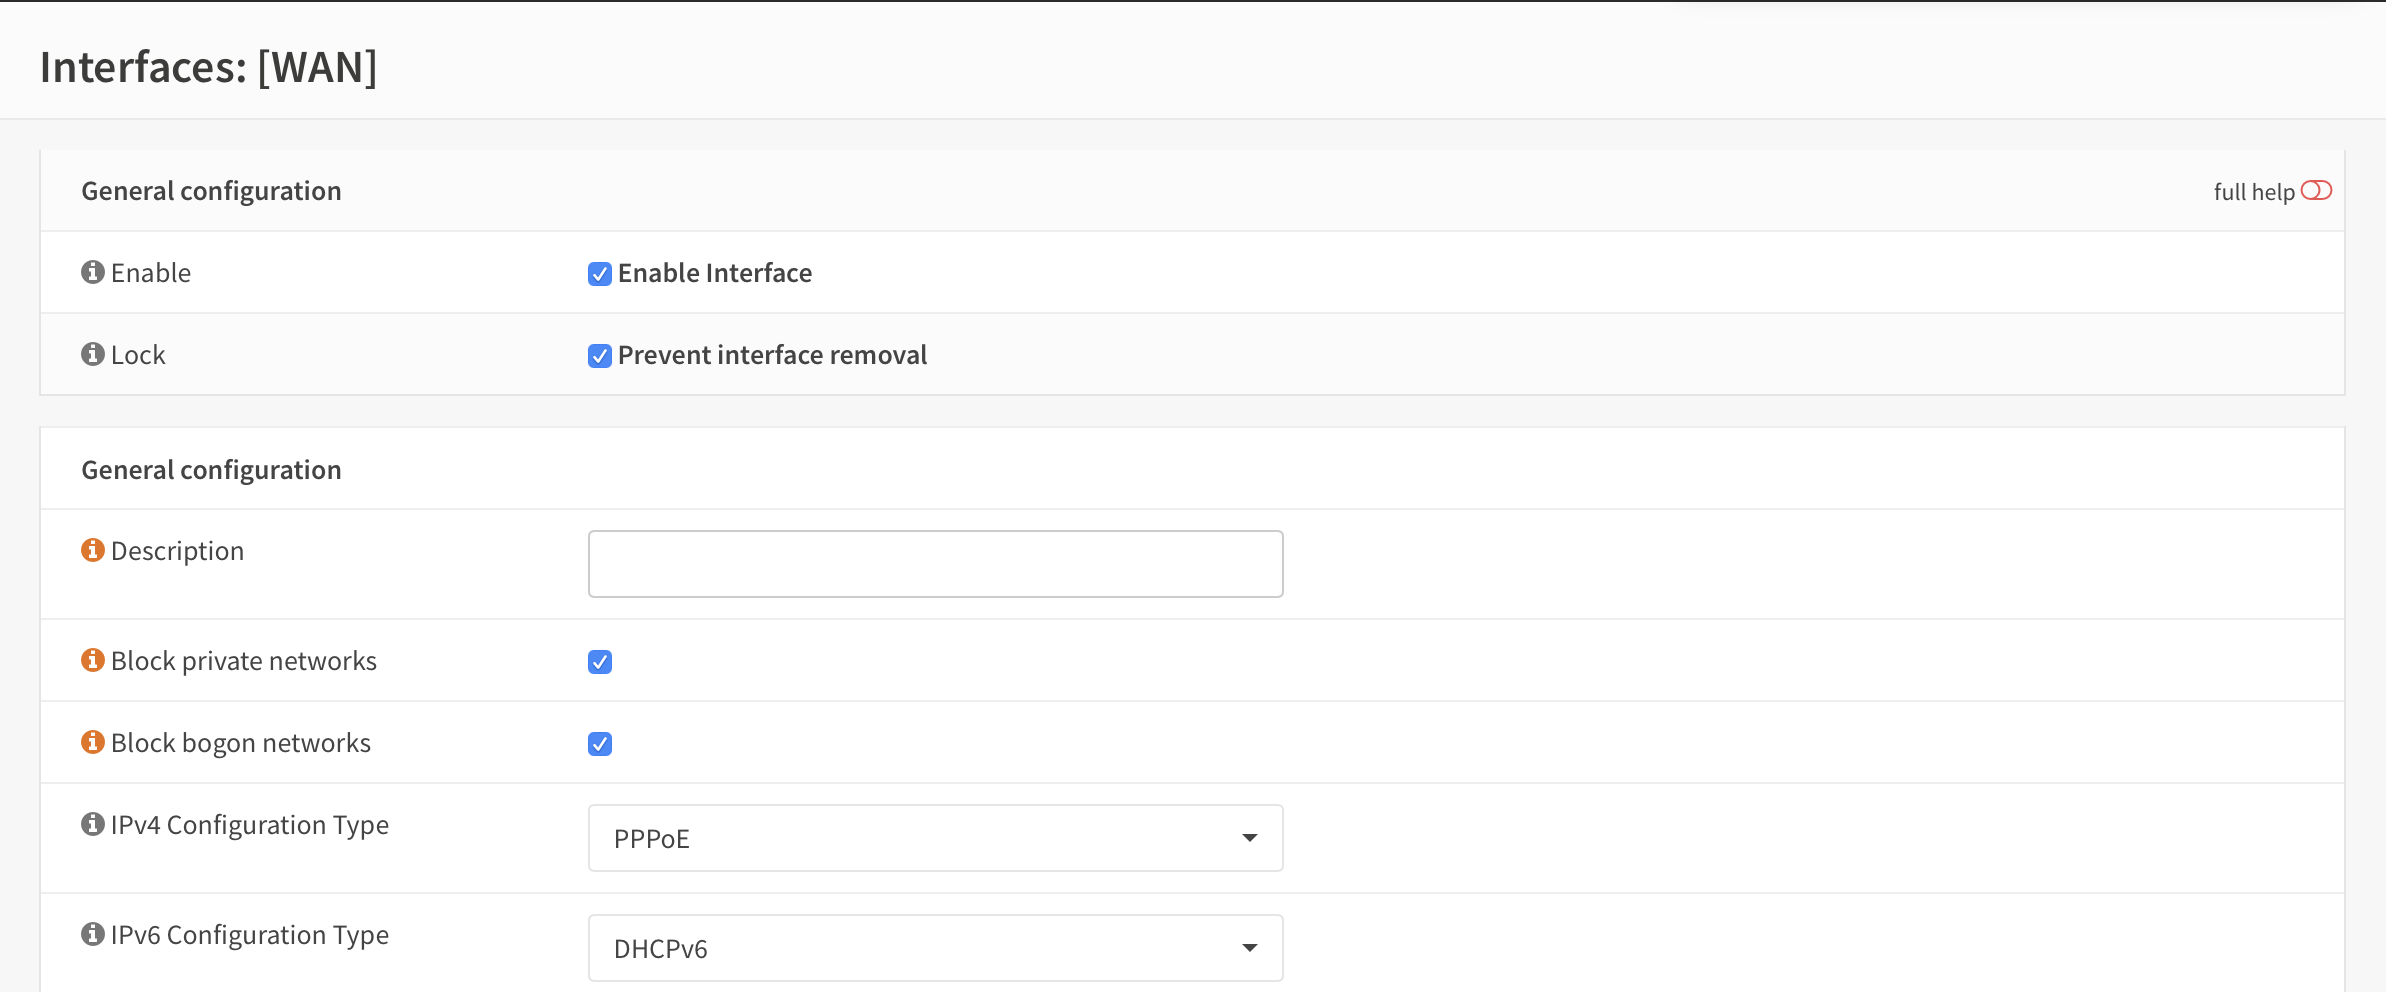 Interfaces: [WAN]
General configuration
full help
Enable
Enable Interface
Lock
Prevent interface removal
General configuration
Description
Block private networks
Block bogon networks
IPv4 Configuration Type
PPPoE
IPv6 Configuration Type
DHCPv6